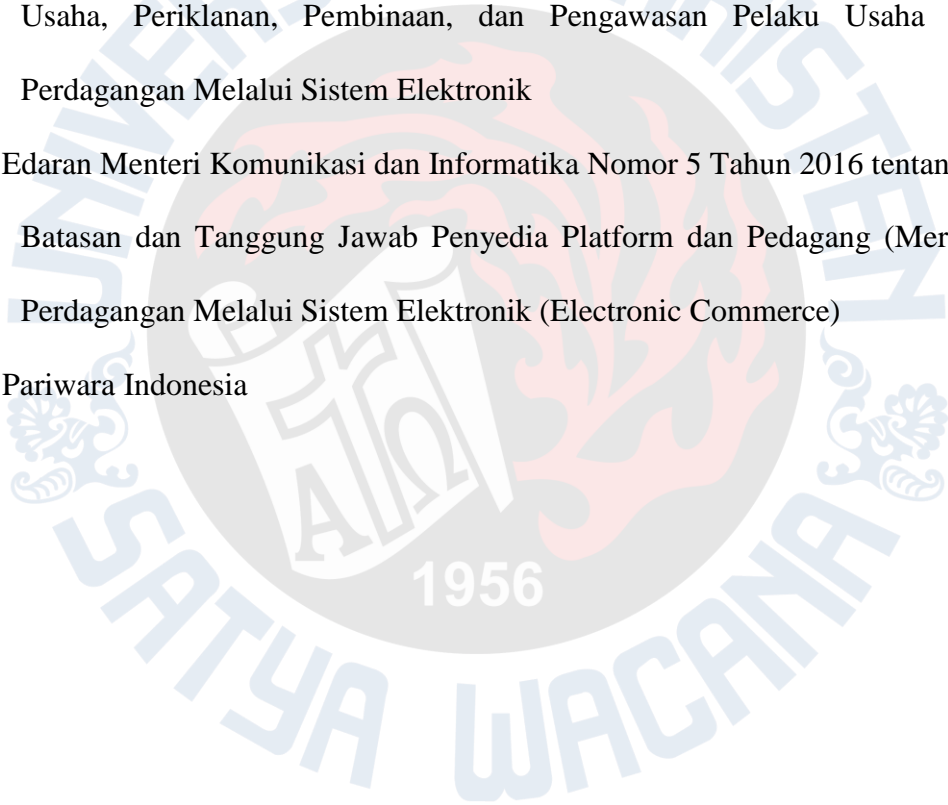 Usaha, Periklanan, Pembinaan, dan Pengawasan Pelaku Usaha
Perdagangan Melalui Sistem Elektronik
Edaran Menteri Komunikasi dan Informatika Nomor 5 Tahun 2016 tentan
Batasan dan Tanggung Jawab Penyedia Platform dan Pedagang (Mer
Perdagangan Melalui Sistem Elektronik (Electronic Commerce)
Pariwara Indonesia
ΑΩ
1956
SATYA WACANA